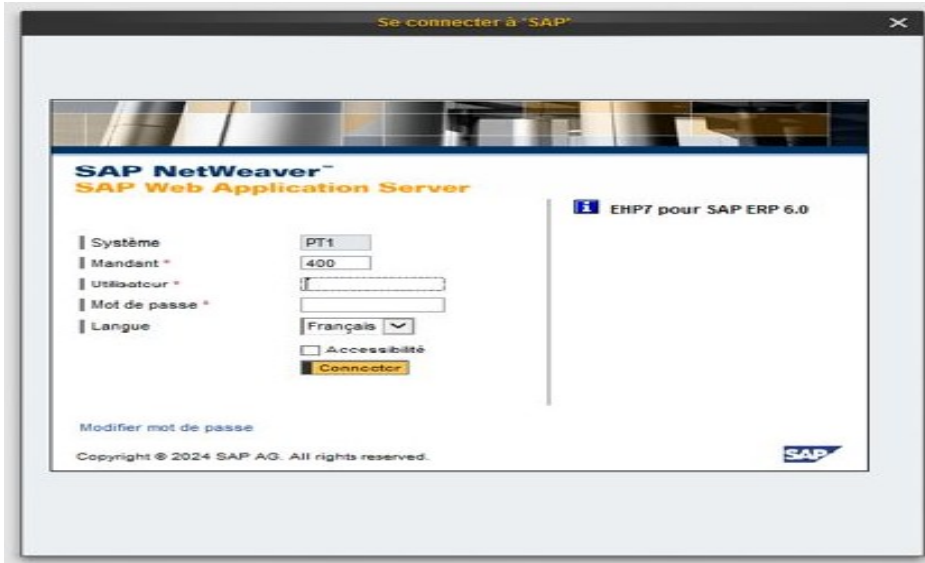 Se connecter à "SAP"
SAP NetWeaver™
SAP Web Application Server
EHP7 pour SAP ERP 6.0
Système PT1
Mandant * 400
Utilisateur *
Mot de passe *
Langue Français
Accessibilité
Connecter
Modifier mot de passe
Copyright © 2024 SAP AG. All rights reserved.
SAP